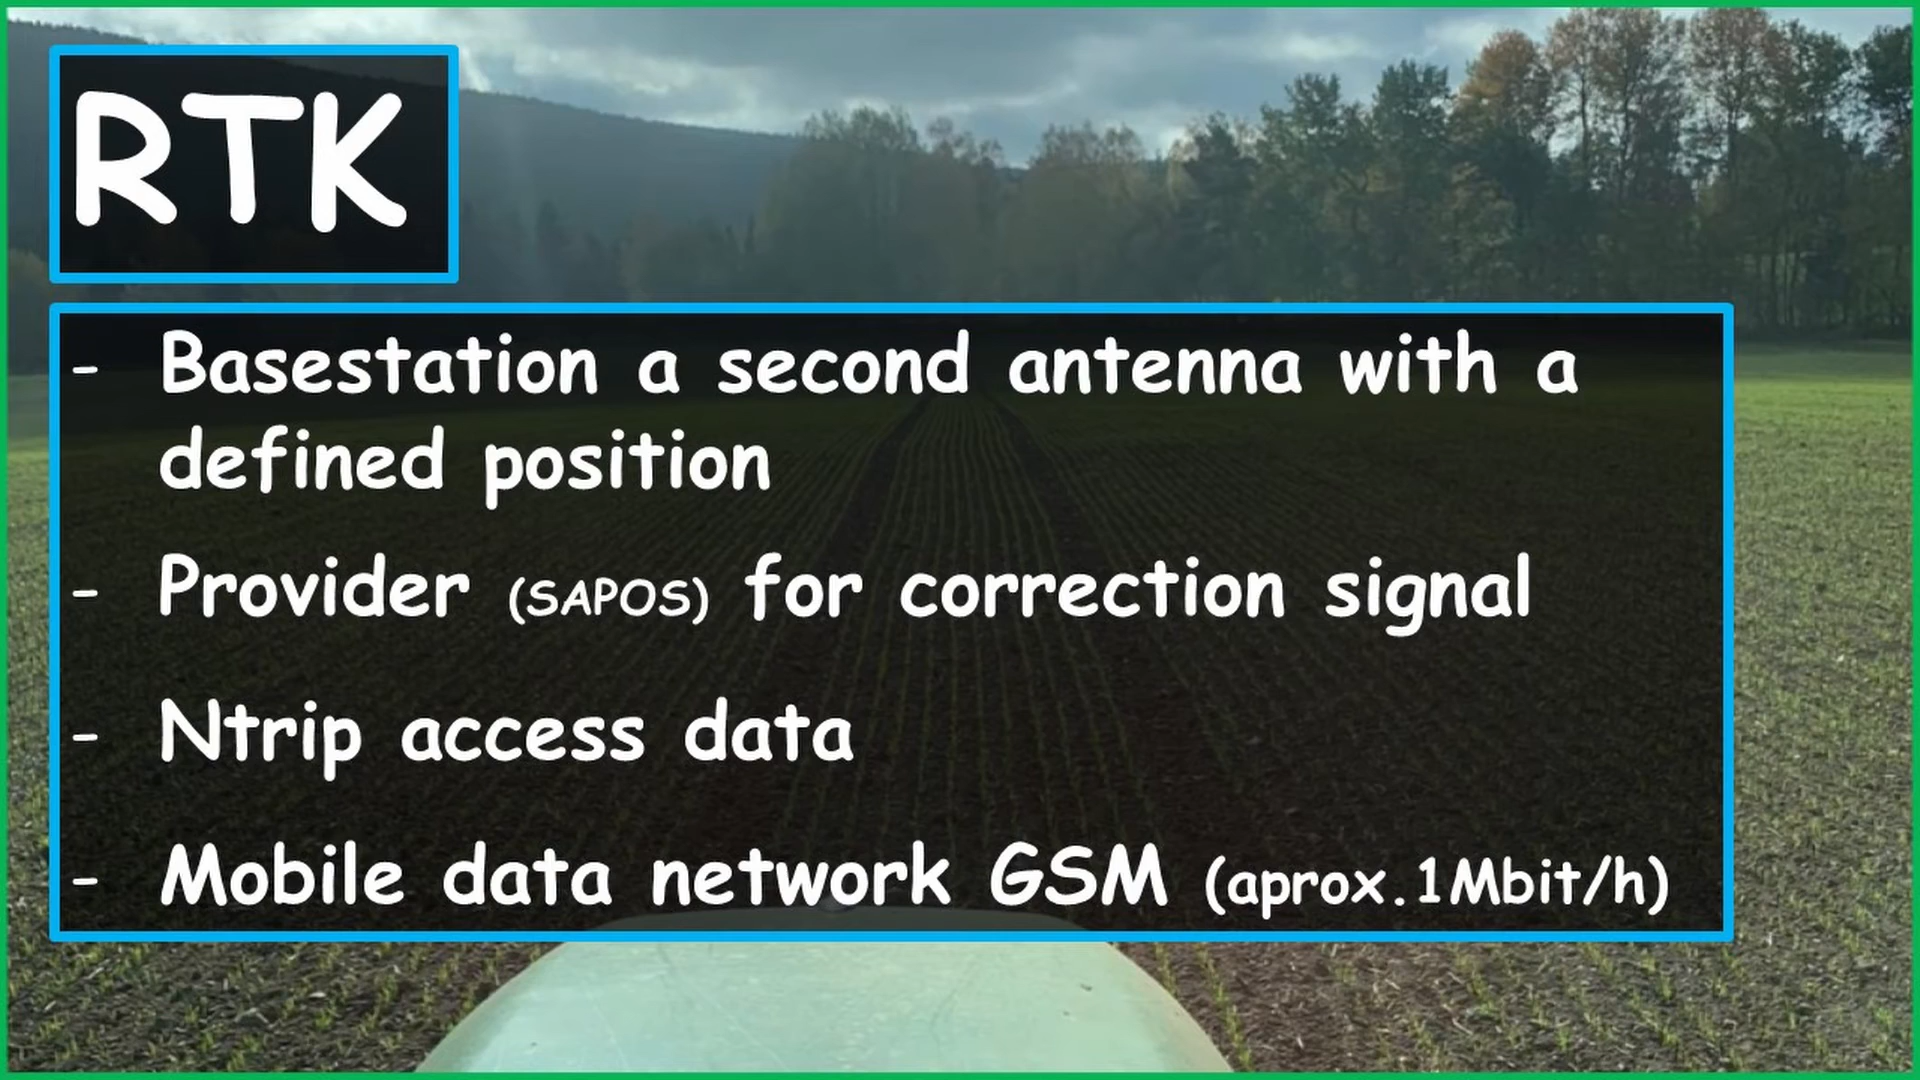 RTK
- Basestation a second antenna with a
defined position
- Provider (SAPOS) for correction signal
- Ntrip access data
- Mobile data network GSM (aprox.1Mbit/h)